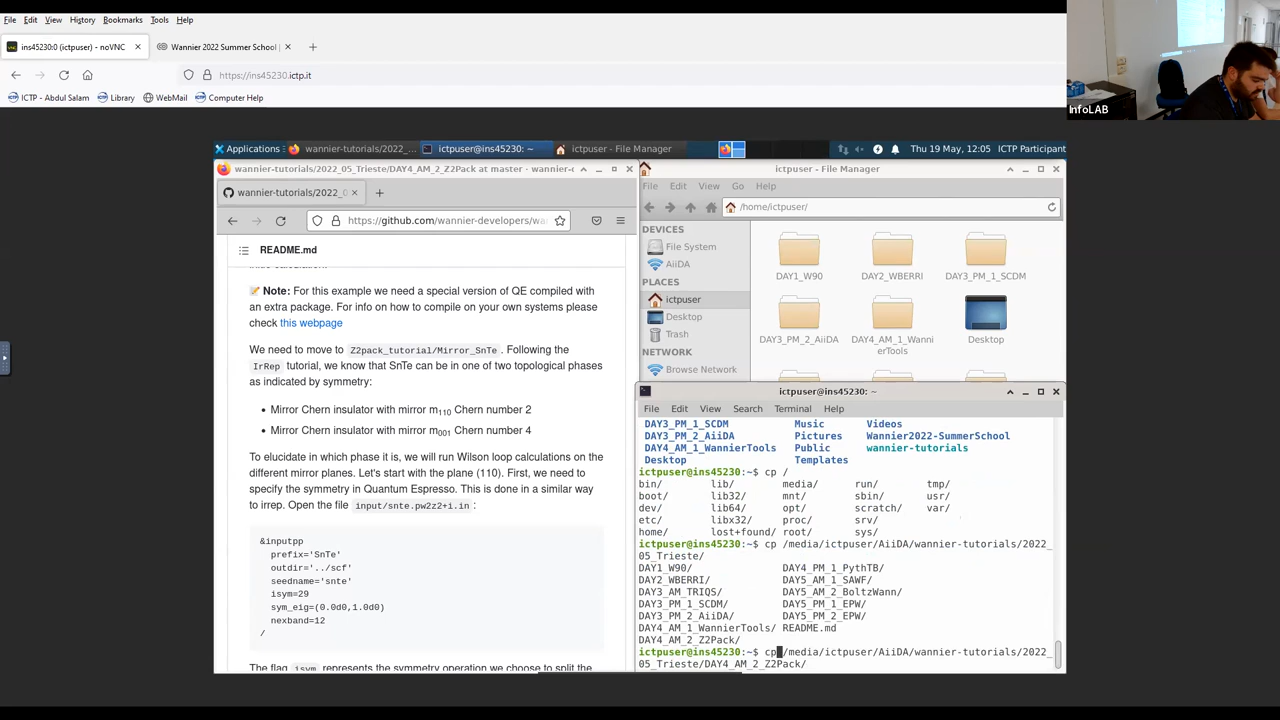 File Edit View History Bookmarks Tools Help
ins45230:0 (ictpuser) - noVNC
Wannier 2022 Summer School |
https://ins45230.ictp.it
ICTP - Abdul Salam Library WebMail Computer Help
InfoLAB
Applications wannier-tutorials/2022_... ictpuser@ins45230: ~ ictpuser - File Manager Thu 19 May, 12:05 ICTP Participant
wannier-tutorials/2022_05_Trieste/DAY4_AM_2_Z2Pack at master · wannier-d
wannier-tutorials/2022_0
https://github.com/wannier-developers/wa
README.md
Note: For this example we need a special version of QE compiled with
an extra package. For info on how to compile on your own systems please
check this webpage
We need to move to Z2pack_tutorial/Mirror_SnTe. Following the
IrRep tutorial, we know that SnTe can be in one of two topological phases
as indicated by symmetry:
• Mirror Chern insulator with mirror m110 Chern number 2
• Mirror Chern insulator with mirror m001 Chern number 4
To elucidate in which phase it is, we will run Wilson loop calculations on
the different mirror planes. Let's start with the plane (110). First, we need to
specify the symmetry in Quantum Espresso. This is done in a similar way
to irrep. Open the file input/snte.pw2z2+i.in :
&inputpp
prefix='SnTe'
outdir='../scf'
seedname='snte'
isym=29
sym_eig=(0.0d0,1.0d0)
nexband=12
/
The flag isym represents the symmetry operation we choose to split the
ictpuser - File Manager
File Edit View Go Help
/home/ictpuser/
DEVICES
File System
AiiDA
PLACES
ictpuser
Desktop
Trash
NETWORK
Browse Network
DAY1_W90 DAY2_WBERRI DAY3_PM_1_SCDM
DAY3_PM_2_AiiDA DAY4_AM_1_Wanni Desktop
erTools
ictpuser@ins45230: ~
File Edit View Search Terminal Help
DAY3_PM_1_SCDM Music Videos
DAY3_PM_2_AiiDA Pictures Wannier2022-SummerSchool
DAY4_AM_1_WannierTools Public wannier-tutorials
Desktop Templates
ictpuser@ins45230:~$ cp /
bin/ lib/ media/ run/ tmp/
boot/ lib32/ mnt/ sbin/ usr/
dev/ lib64/ opt/ scratch/ var/
etc/ libx32/ proc/ srv/
home/ lost+found/ root/ sys/
ictpuser@ins45230:~$ cp /media/ictpuser/AiiDA/wannier-tutorials/2022_
05_Trieste/
DAY1_W90/ DAY4_PM_1_PythTB/
DAY2_WBERRI/ DAY5_AM_1_SAWF/
DAY3_AM_TRIQS/ DAY5_AM_2_BoltzWann/
DAY3_PM_1_SCDM/ DAY5_PM_1_EPW/
DAY3_PM_2_AiiDA/ DAY5_PM_2_EPW/
DAY4_AM_1_WannierTools/ README.md
DAY4_AM_2_Z2Pack/
ictpuser@ins45230:~$ cp /media/ictpuser/AiiDA/wannier-tutorials/2022_
05_Trieste/DAY4_AM_2_Z2Pack/